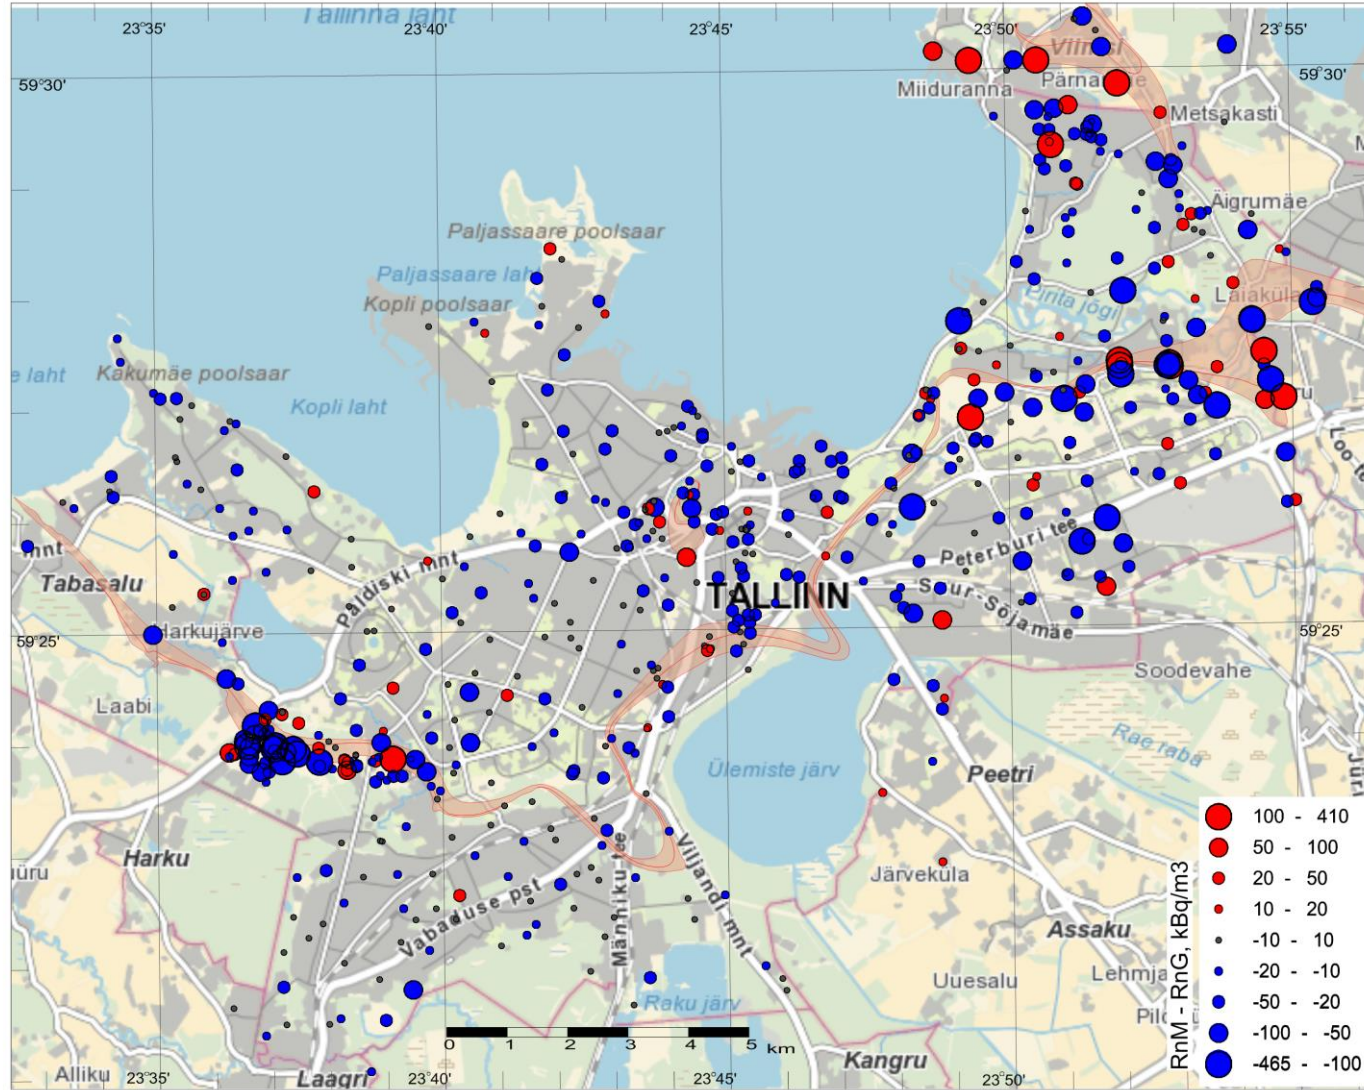 Tallinna laht
23°35' 23°40' 23°45' 23°50' 23°55'
Viimsi
59°30' 59°30'
Miiduranna
Metsakasti
Äigrumäe
Paljassaare poolsaar
Paljassaare laht
Kopli poolsaar
Pirita jõgi
Laiaküla
e laht
Kakumäe poolsaar
Kopli laht
mnt
Tabasalu
Paldiski mnt
Peterburi tee
TALLINN
Suur-Sõjamäe
Harkujärve
59°25' 59°25'
Soodevahe
Laabi
Rae raba
Ülemiste järv
Peetri
Jüri
Harku
Järveküla
Vabaduse pst
Männiku tee
Viljandi mnt
Assaku
Uuesalu
Lehmja
Raku järv
0 1 2 3 4 5 km
Kangru
Alliku
Laagri
23°35' 23°40' 23°45' 23°50'
RnM - RnG, kBq/m3
100 - 410
50 - 100
20 - 50
10 - 20
-10 - 10
-20 - -10
-50 - -20
-100 - -50
-465 - -100